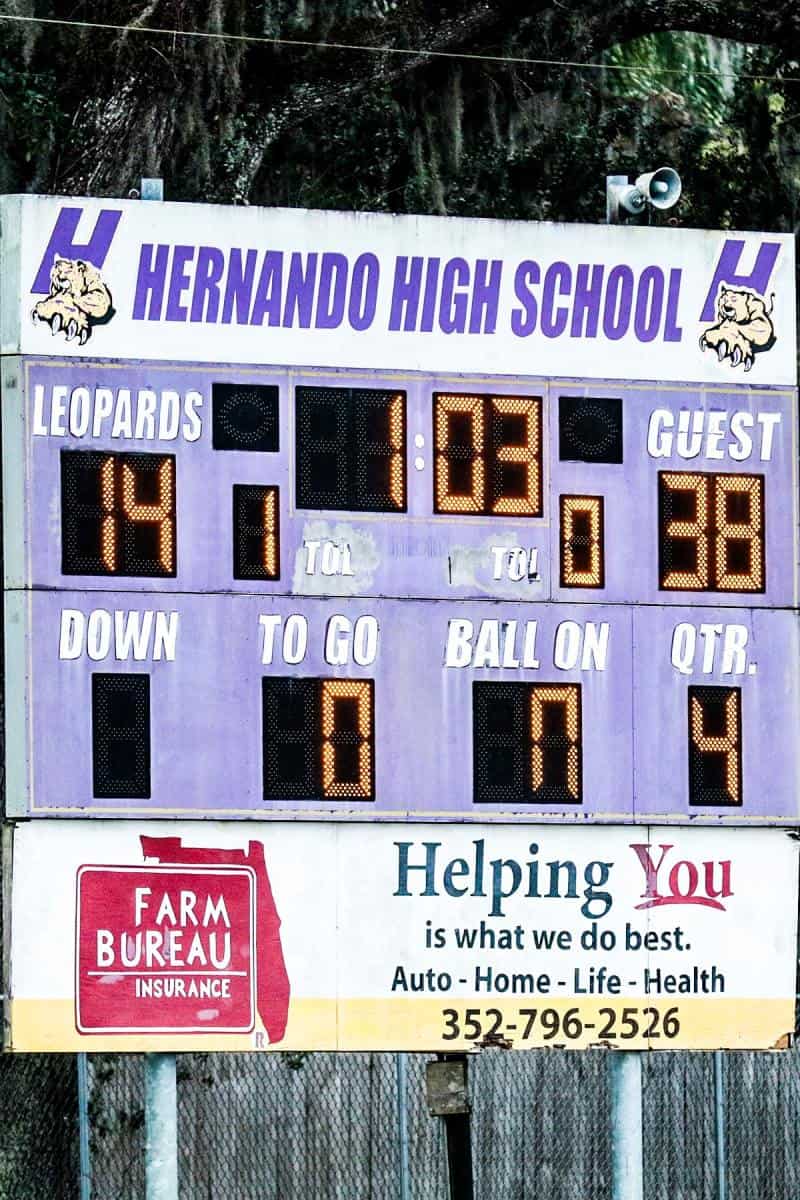 H HERNANDO HIGH SCHOOL H
LEOPARDS 1:03 GUEST
14 1 TOL TOL 0 38
DOWN TO GO BALL ON QTR.
0 7 4
FARM
BUREAU
INSURANCE
R
Helping You
is what we do best.
Auto - Home - Life - Health
352-796-2526